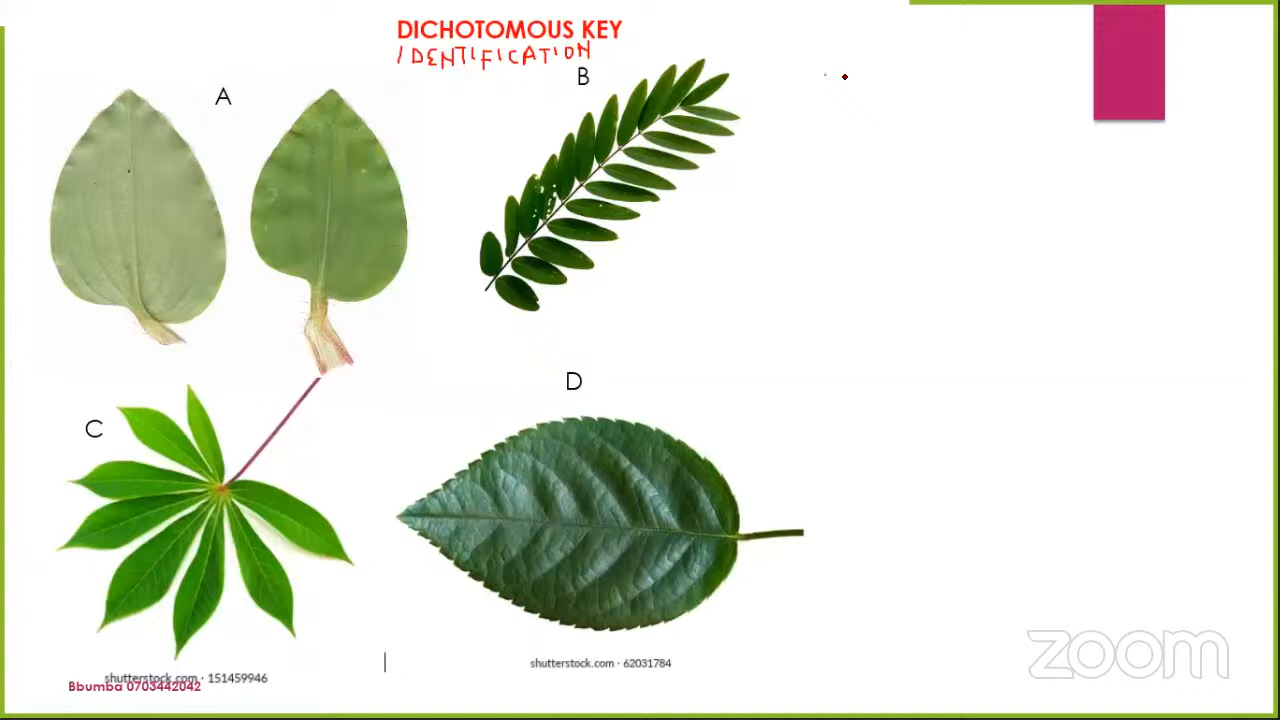 DICHOTOMOUS KEY
IDENTIFICATION
A
B
C
D
shutterstock.com · 151459946
Bbumba 0703442042
shutterstock.com · 62031784
zoom